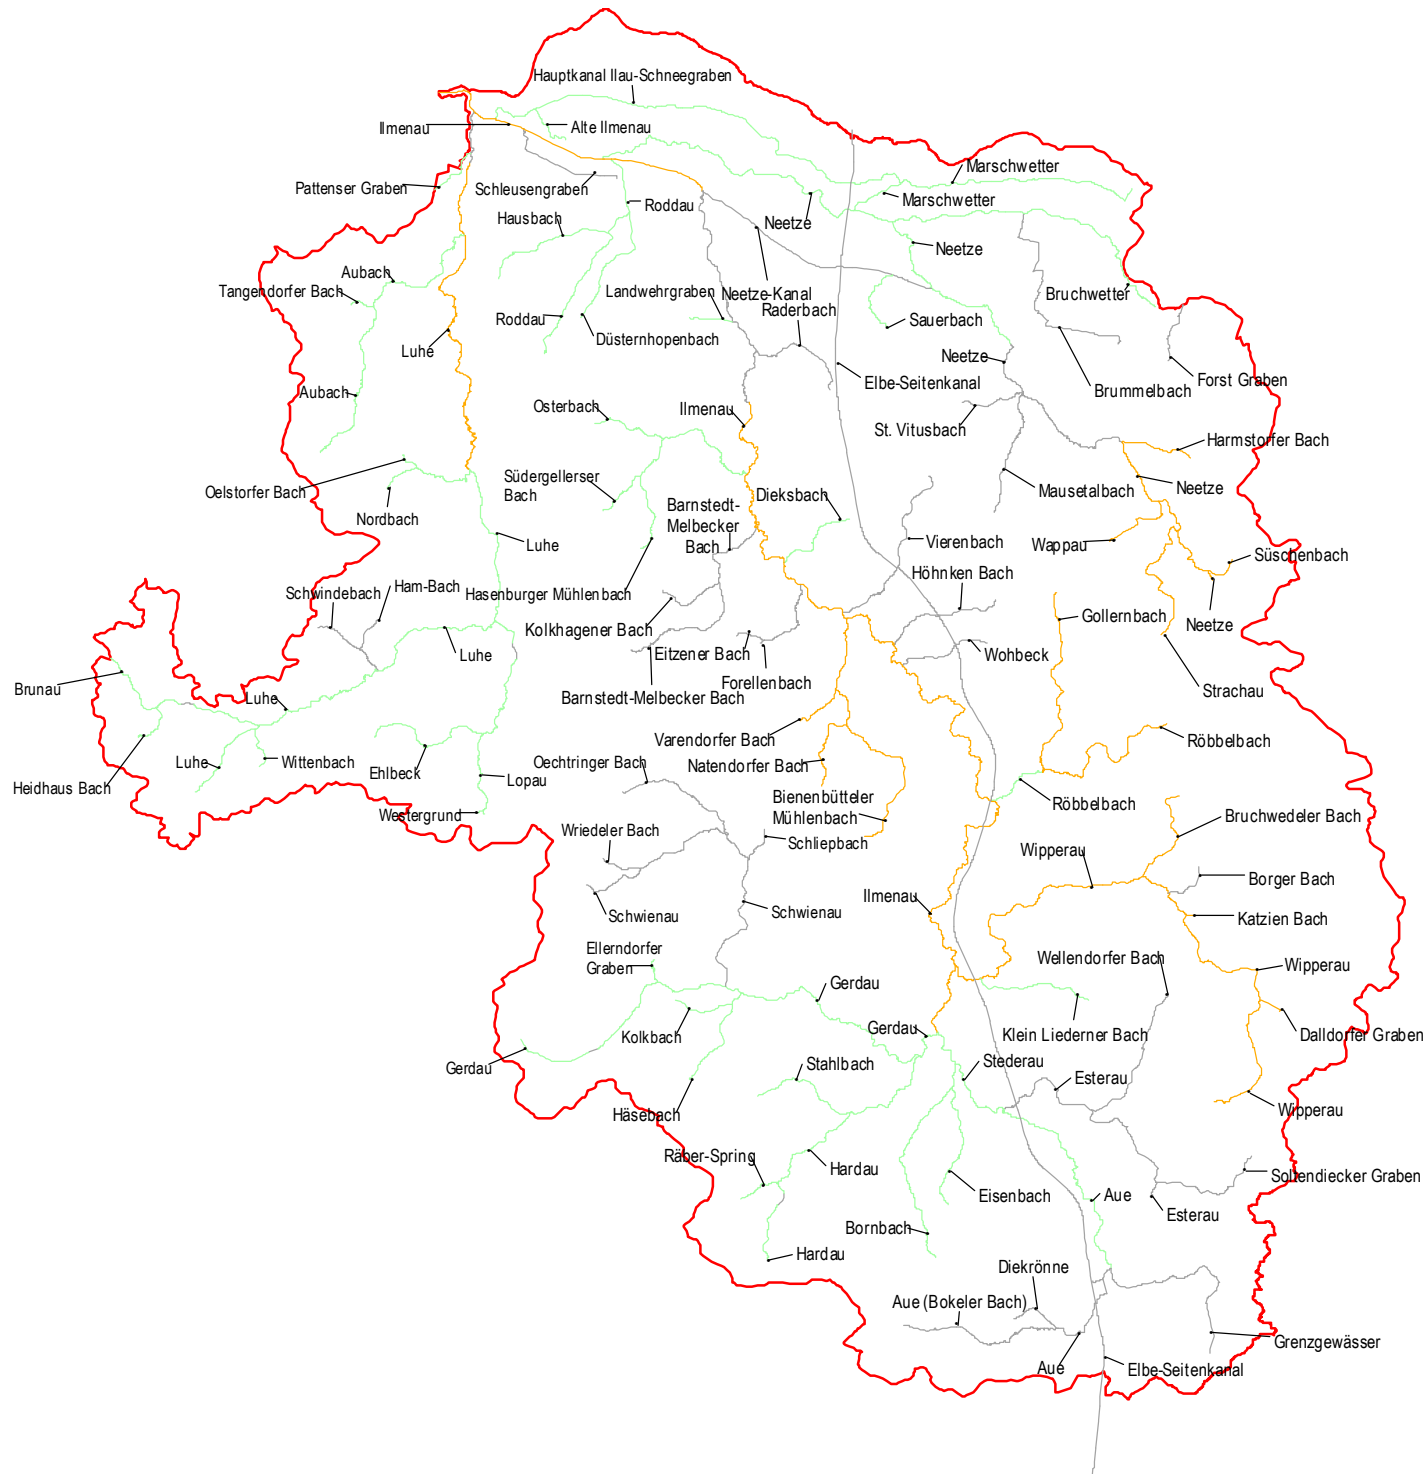 Hauptkanal Ilau-Schneegraben
Ilmenau
Alte Ilmenau
Marschwetter
Pattenser Graben
Schleusengraben
Roddau
Marschwetter
Hausbach
Neetze
Neetze
Aubach
Tangendorfer Bach
Landwehrgraben
Neetze-Kanal
Raderbach
Bruchwetter
Roddau
Düsternhopenbach
Sauerbach
Luhe
Neetze
Elbe-Seitenkanal
Brummelbach
Forst Graben
Aubach
Osterbach
Ilmenau
St. Vitusbach
Harmstorfer Bach
Oelstorfer Bach
Südergellerser
Bach
Nordbach
Barnstedt-
Melbecker
Bach
Dieksbach
Mausetalbach
Neetze
Luhe
Vierenbach
Wappau
Süschenbach
Schwindebach
Ham-Bach
Hasenburger Mühlenbach
Höhnken Bach
Kolkhagener Bach
Gollernbach
Neetze
Luhe
Eitzener Bach
Wohbeck
Forellenbach
Brunau
Luhe
Barnstedt-Melbecker Bach
Strachau
Varendorfer Bach
Röbbelbach
Luhe
Wittenbach
Ehlbeck
Oechtringer Bach
Natendorfer Bach
Heidhaus Bach
Lopau
Westergrund
Bienenbütteler
Mühlenbach
Röbbelbach
Wriedeler Bach
Schliepbach
Bruchwedeler Bach
Wipperau
Borger Bach
Schwienau
Schwienau
Ilmenau
Katzien Bach
Ellerndorfer
Graben
Wellendorfer Bach
Wipperau
Gerdau
Kolkbach
Gerdau
Klein Liederner Bach
Dalldorfer Graben
Gerdau
Stahlbach
Stederau
Esterau
Häsebach
Wipperau
Räber-Spring
Hardau
Eisenbach
Aue
Soltendiecker Graben
Esterau
Bornbach
Hardau
Diekrönne
Aue (Bokeler Bach)
Grenzgewässer
Aue
Elbe-Seitenkanal